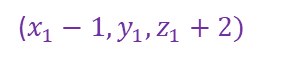 (x₁ − 1, y₁, z₁ + 2)